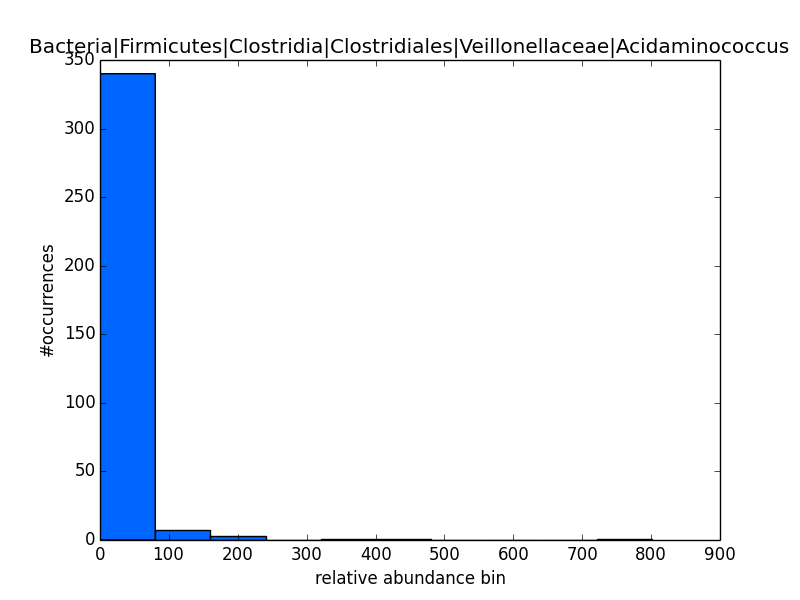 Bacteria|Firmicutes|Clostridia|Clostridiales|Veillonellaceae|Acidaminococcus
350
300
250
200
150
100
50
0
#occurrences
0 100 200 300 400 500 600 700 800 900
relative abundance bin